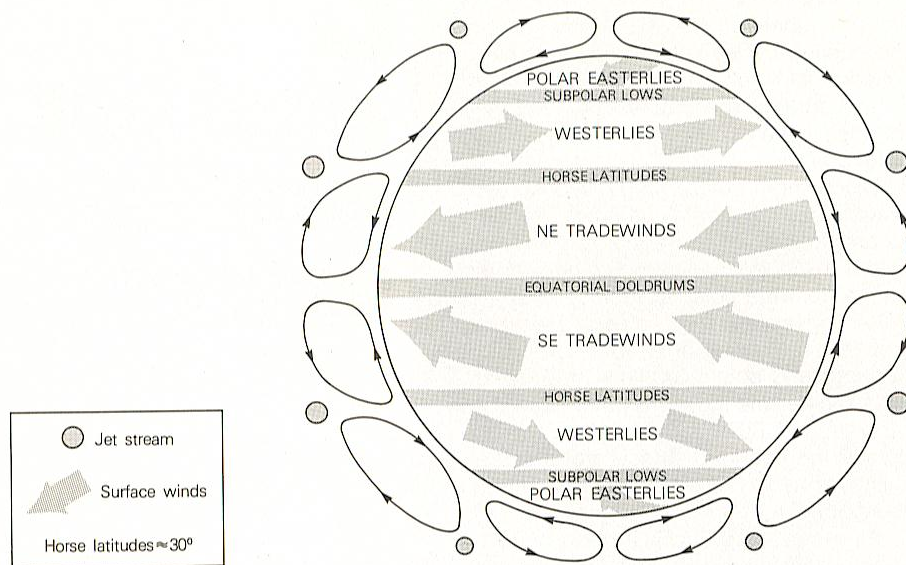 POLAR EASTERLIES
SUBPOLAR LOWS
WESTERLIES
HORSE LATITUDES
NE TRADEWINDS
EQUATORIAL DOLDRUMS
SE TRADEWINDS
HORSE LATITUDES
WESTERLIES
SUBPOLAR LOWS
POLAR EASTERLIES
Jet stream
Surface winds
Horse latitudes≈30°